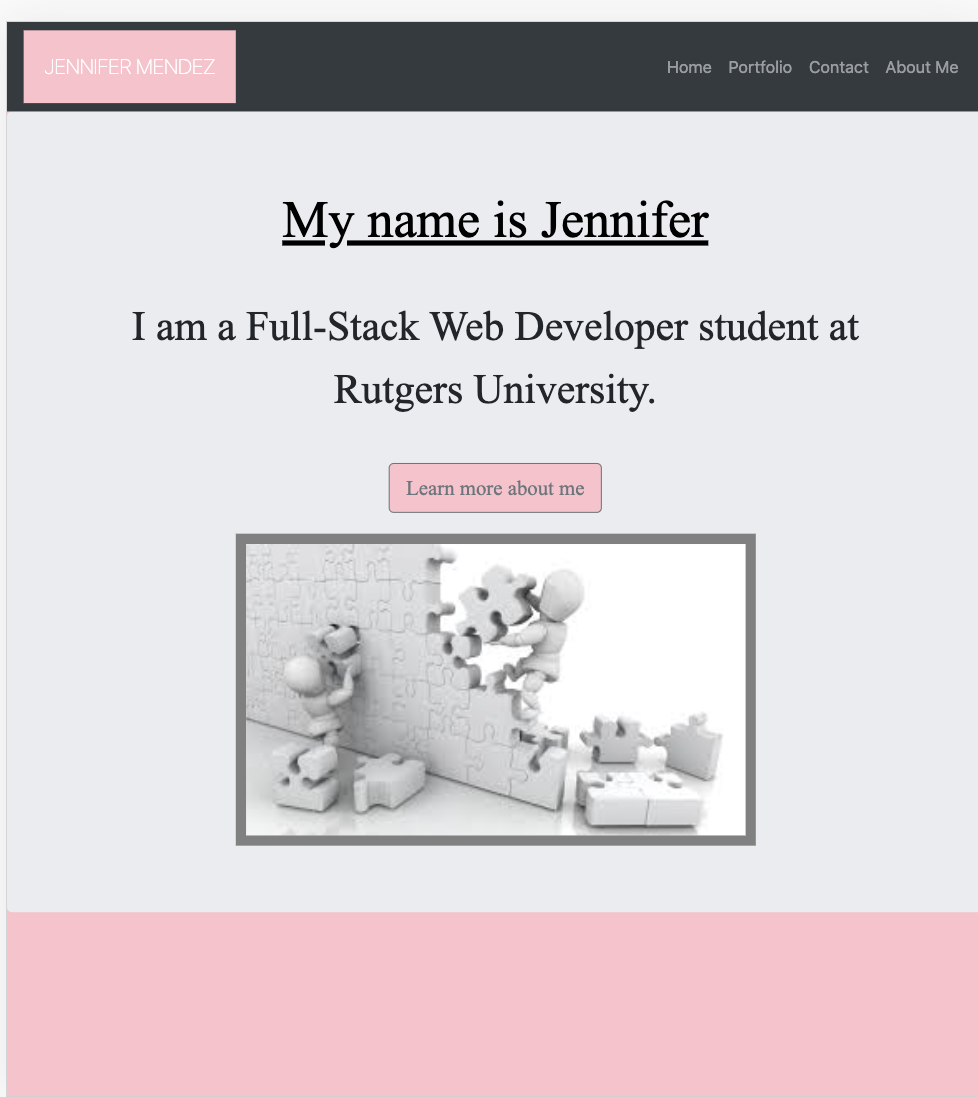 JENNIFER MENDEZ
Home Portfolio Contact About Me
My name is Jennifer
I am a Full-Stack Web Developer student at
Rutgers University.
Learn more about me